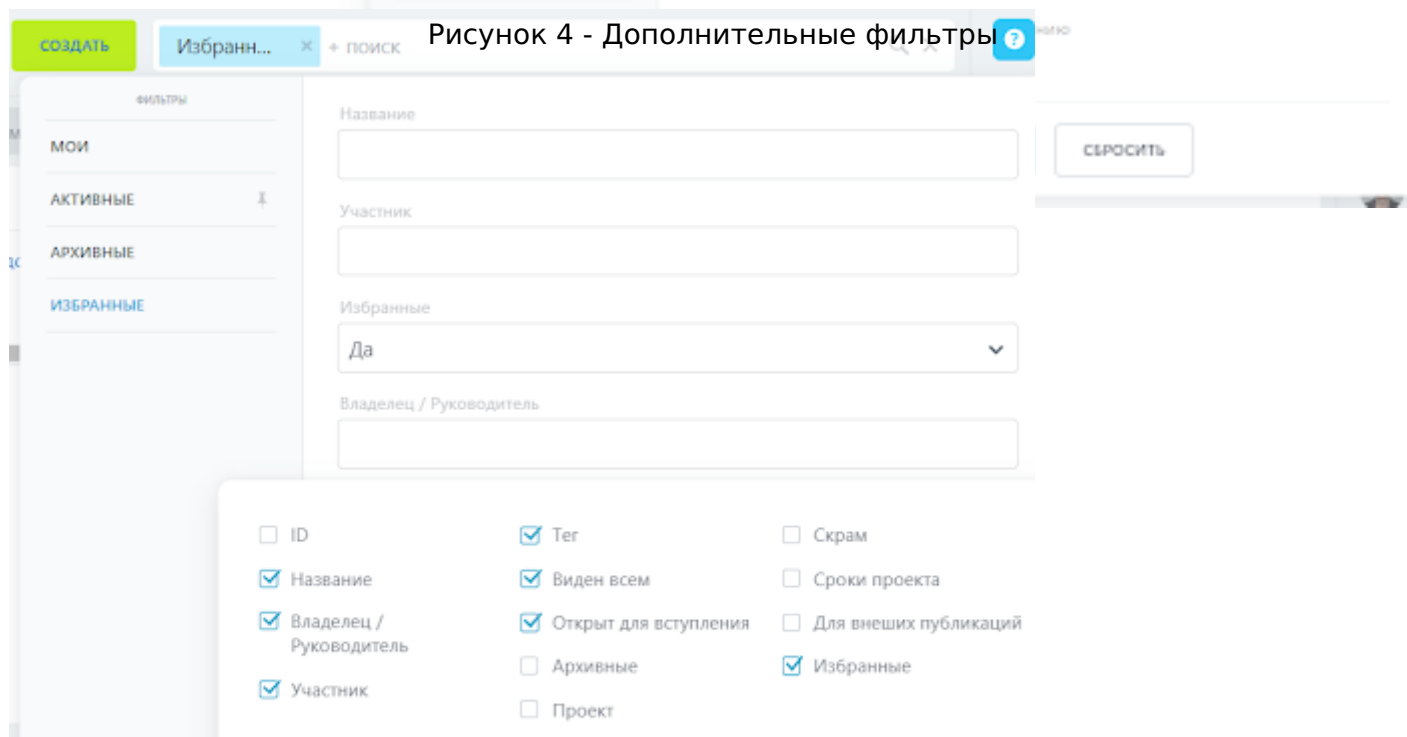 Рисунок 4 - Дополнительные фильтры
СОЗДАТЬ
Избранн... × + поиск
?
нию
ФИЛЬТРЫ
МОИ
АКТИВНЫЕ
АРХИВНЫЕ
ИЗБРАННЫЕ
Название
Участник
Избранные
Да
Владелец / Руководитель
СБРОСИТЬ
ID
Название
Владелец /
Руководитель
Участник
Тег
Виден всем
Открыт для вступления
Архивные
Проект
Скрам
Сроки проекта
Для внеших публикаций
Избранные